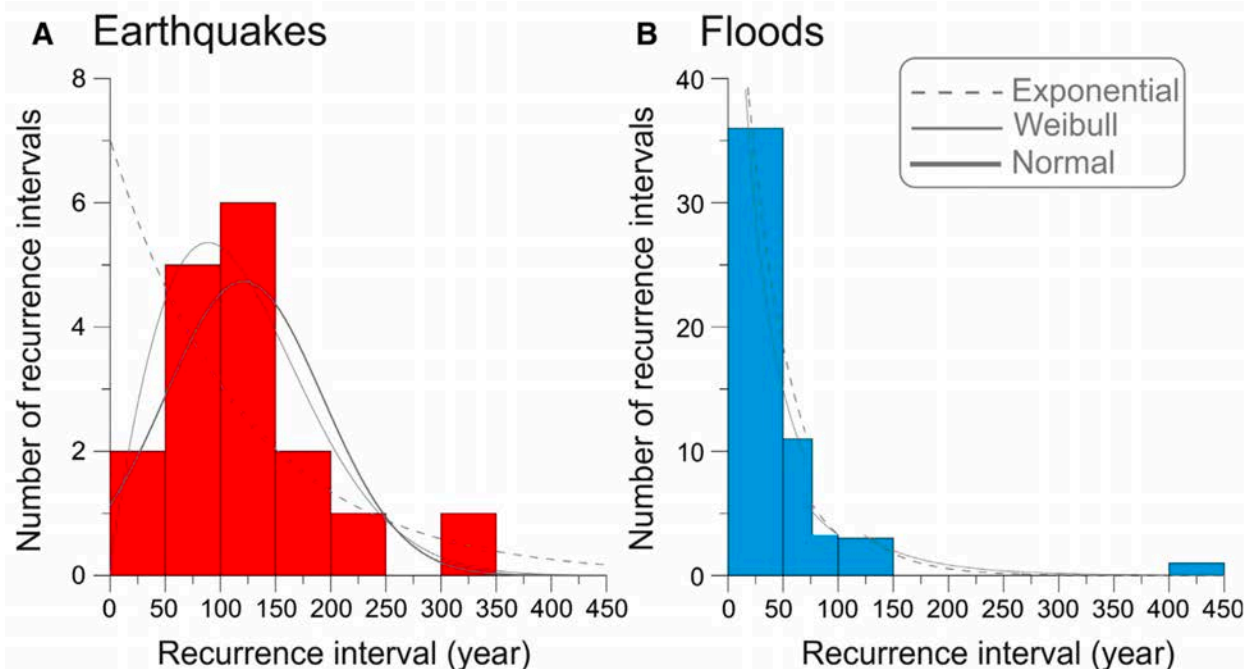 A Earthquakes
8
6
4
2
0
Number of recurrence intervals
0 50 100 150 200 250 300 350 400 450
Recurrence interval (year)
B Floods
40
30
20
10
0
Number of recurrence intervals
Exponential
Weibull
Normal
0 50 100 150 200 250 300 350 400 450
Recurrence interval (year)